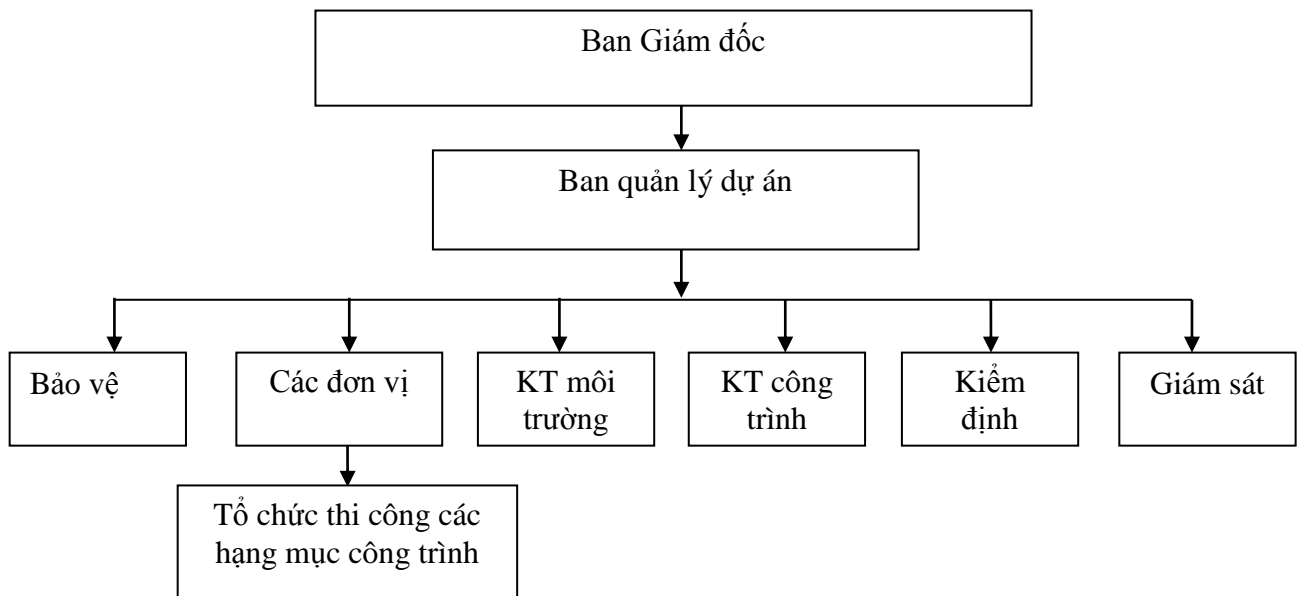 Ban Giám đốc
Ban quản lý dự án
Bảo vệ
Các đơn vị
KT môi
trường
KT công
trình
Kiểm
định
Giám sát
Tổ chức thi công các
hạng mục công trình